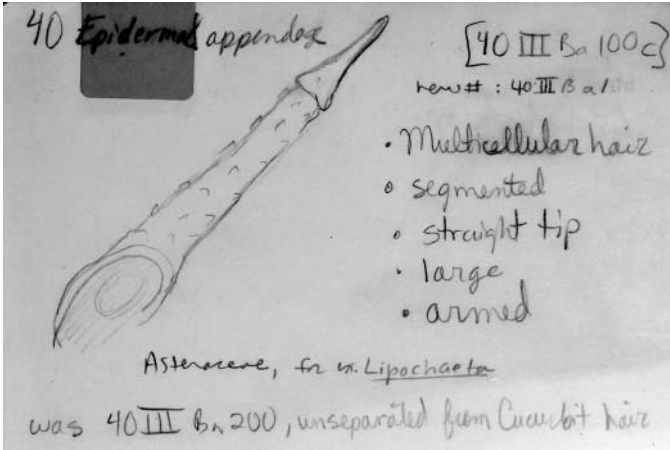 40 Epidermal appendage
[40 III Ba 100c]
new # : 40 III Ba 1
• Multicellular hair
• segmented
• straight tip
• large
• armed
Asteraceae, for ex. Lipochaeta
was 40 III Ba 200, unseparated from Cucurbit hair